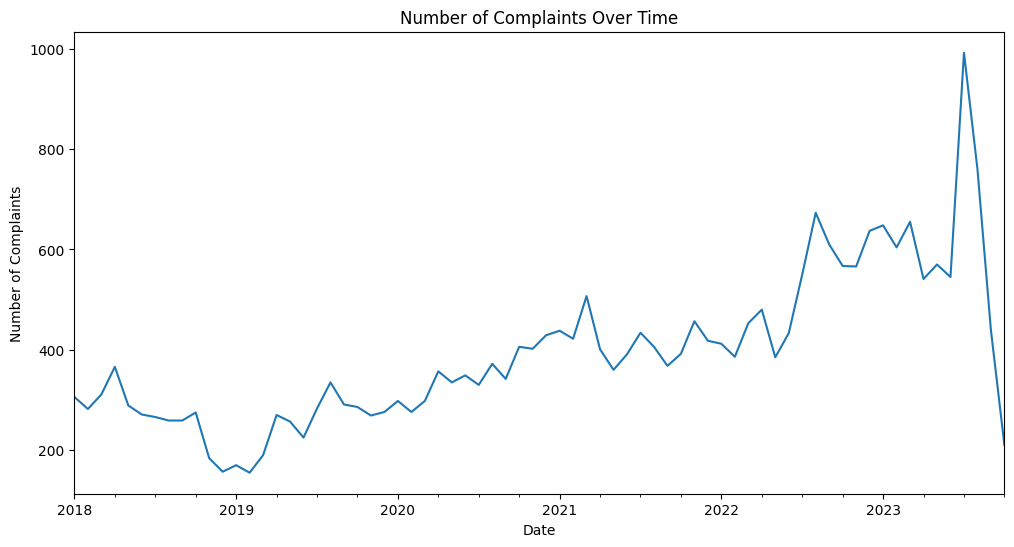 Number of Complaints Over Time
1000
800
600
400
200
Number of Complaints
2018 2019 2020 2021 2022 2023
Date